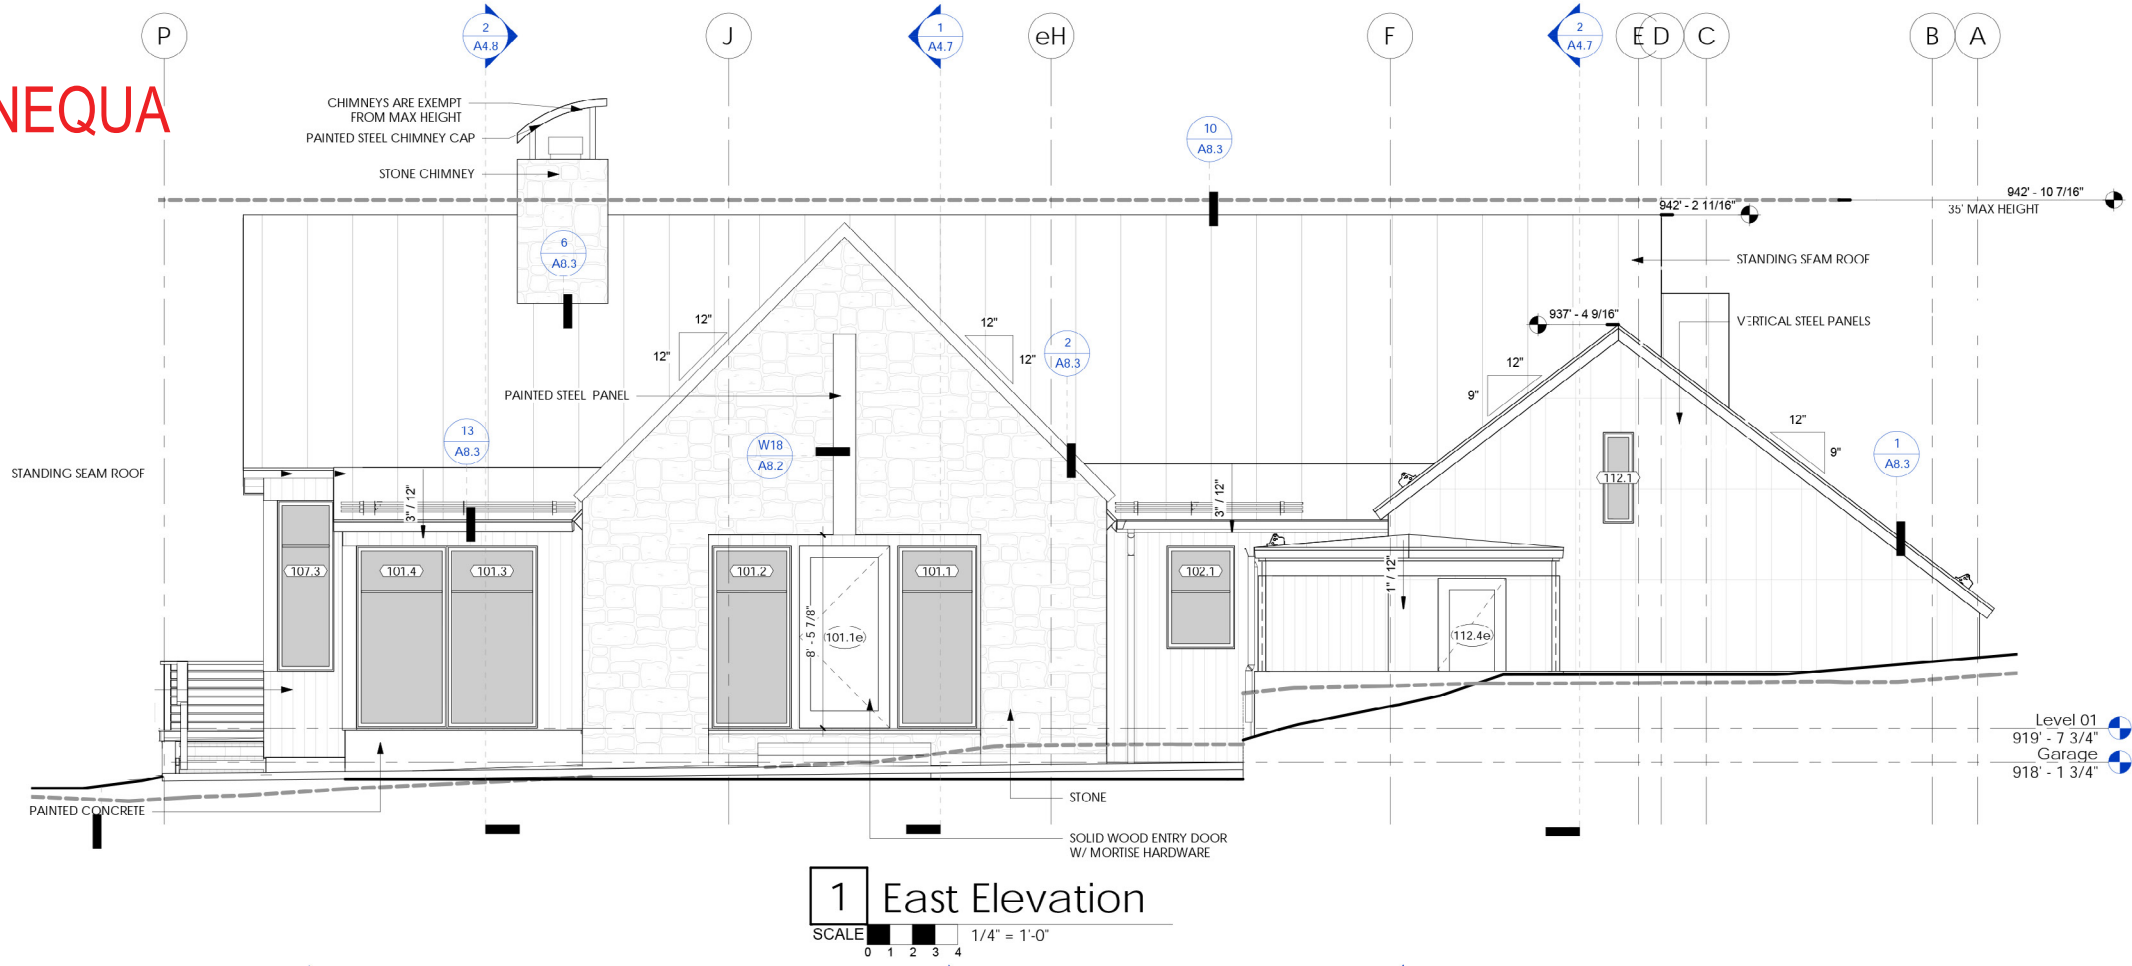 P
2
A4.8
J
1
A4.7
eH
F
2
A4.7
E
D
C
B
A
NEQUA
CHIMNEYS ARE EXEMPT
FROM MAX HEIGHT
PAINTED STEEL CHIMNEY CAP
STONE CHIMNEY
10
A8.3
942' - 10 7/16"
35' MAX HEIGHT
942' - 2 11/16"
6
A8.3
STANDING SEAM ROOF
937' - 4 9/16"
VERTICAL STEEL PANELS
12"
12"
12"
12"
2
A8.3
12"
9"
PAINTED STEEL PANEL
12"
9"
13
A8.3
W18
A8.2
1
A8.3
STANDING SEAM ROOF
3" / 12"
3" / 12"
112.1
107.3
101.4
101.3
101.2
101.1
102.1
1" / 12"
8' - 5 7/8"
101.1e
112.4e
Level 01
919' - 7 3/4"
Garage
918' - 1 3/4"
PAINTED CONCRETE
STONE
SOLID WOOD ENTRY DOOR
W/ MORTISE HARDWARE
1 East Elevation
SCALE 1/4" = 1'-0"
0 1 2 3 4